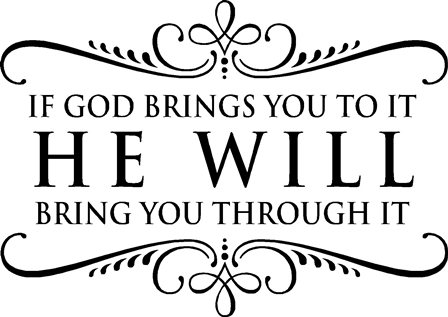 IF GOD BRINGS YOU TO IT
HE WILL
BRING YOU THROUGH IT